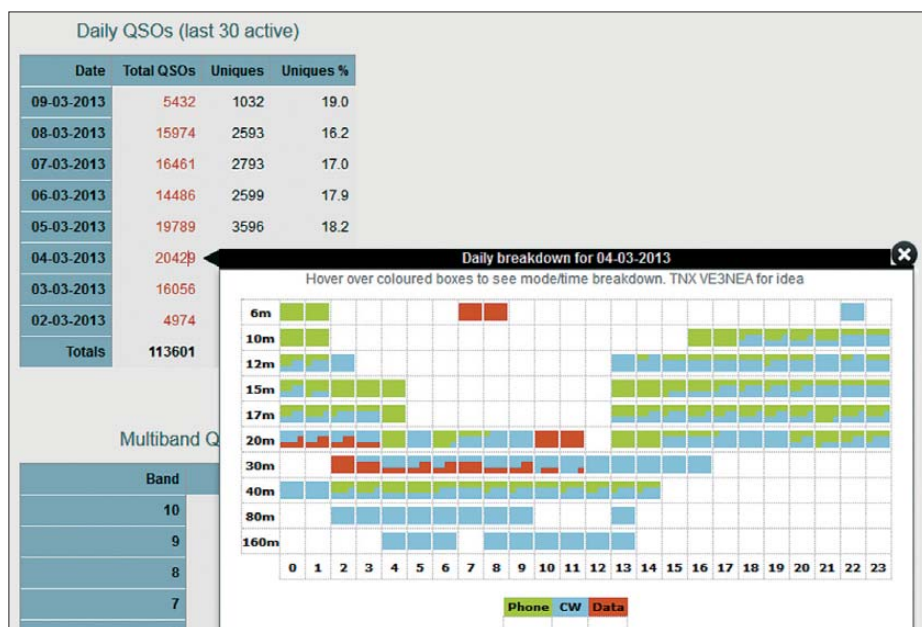 Daily QSOs (last 30 active)
Date Total QSOs Uniques Uniques %
09-03-2013 5432 1032 19.0
08-03-2013 15974 2593 16.2
07-03-2013 16461 2793 17.0
06-03-2013 14486 2599 17.9
05-03-2013 19789 3596 18.2
04-03-2013 20429
03-03-2013 16056
02-03-2013 4974
Totals 113601
Daily breakdown for 04-03-2013
Hover over coloured boxes to see mode/time breakdown. TNX VE3NEA for idea
6m
10m
12m
15m
17m
20m
30m
40m
80m
160m
0 1 2 3 4 5 6 7 8 9 10 11 12 13 14 15 16 17 18 19 20 21 22 23
Phone CW Data
Multiband Q
Band
10
9
8
7